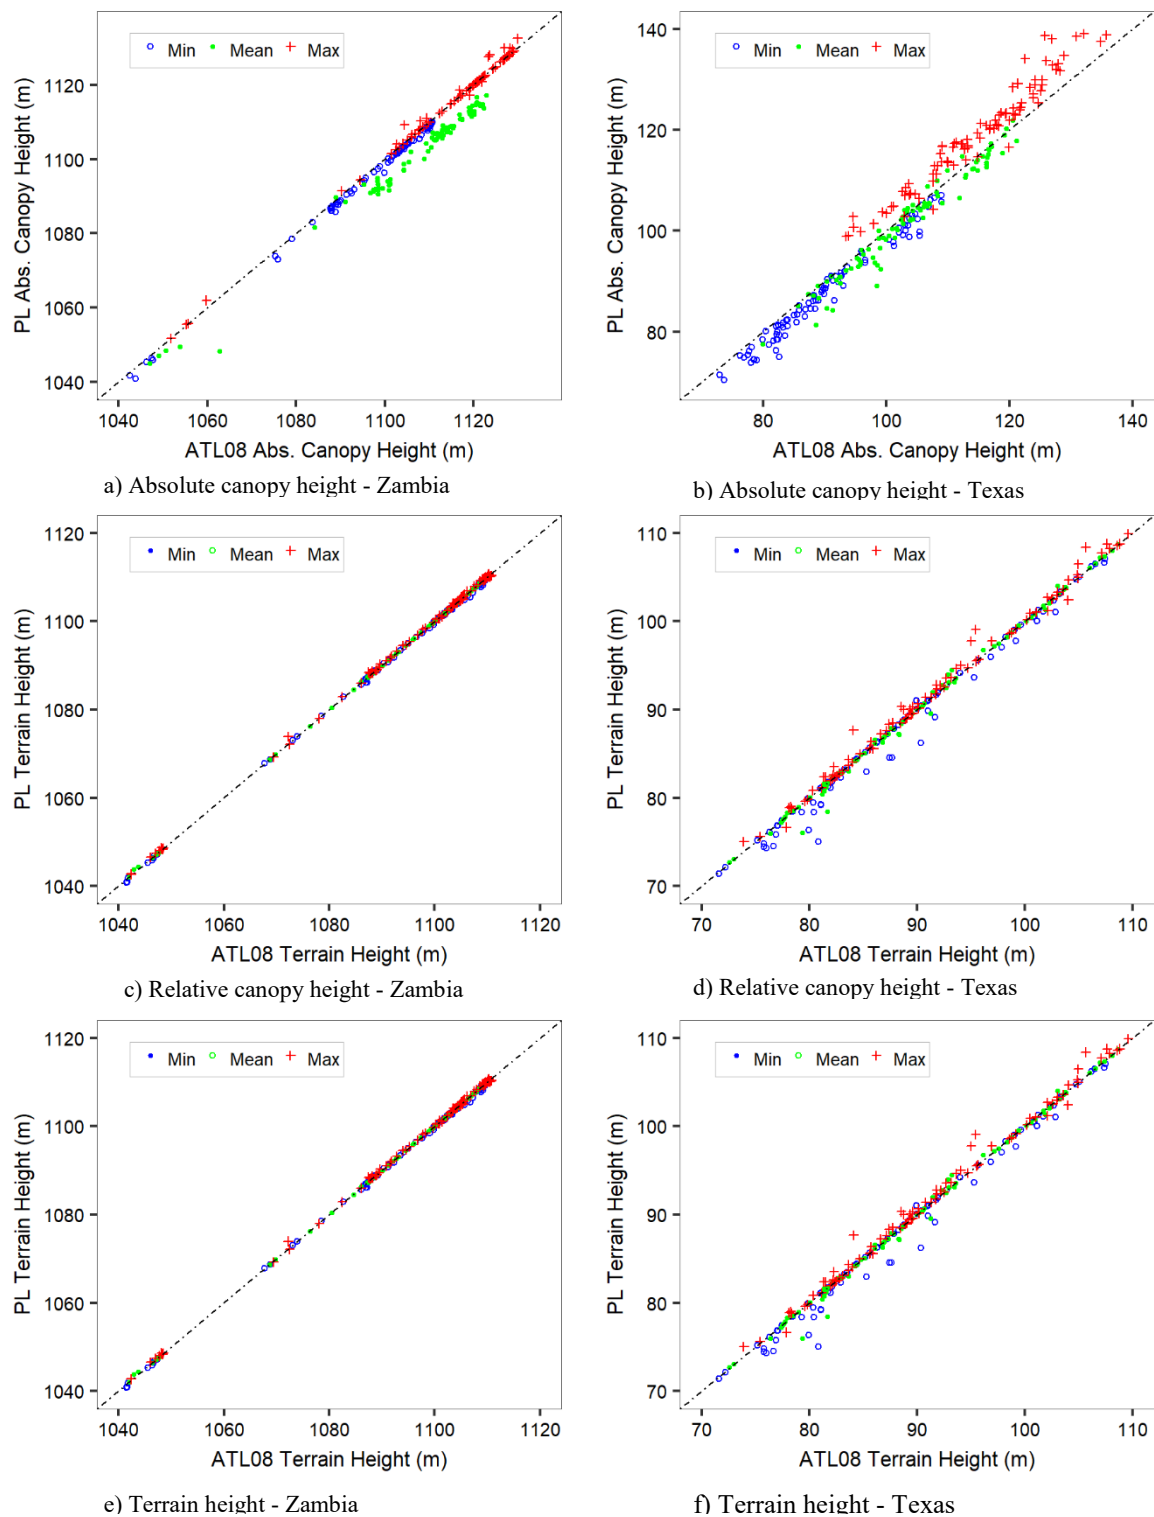 Min Mean Max
PL Abs. Canopy Height (m)
1120
1100
1080
1060
1040
1040 1060 1080 1100 1120
ATL08 Abs. Canopy Height (m)
a) Absolute canopy height - Zambia
Min Mean Max
PL Abs. Canopy Height (m)
140
120
100
80
80 100 120 140
ATL08 Abs. Canopy Height (m)
b) Absolute canopy height - Texas
Min Mean Max
PL Terrain Height (m)
1120
1100
1080
1060
1040
1040 1060 1080 1100 1120
ATL08 Terrain Height (m)
c) Relative canopy height - Zambia
Min Mean Max
PL Terrain Height (m)
110
100
90
80
70
70 80 90 100 110
ATL08 Terrain Height (m)
d) Relative canopy height - Texas
Min Mean Max
PL Terrain Height (m)
1120
1100
1080
1060
1040
1040 1060 1080 1100 1120
ATL08 Terrain Height (m)
e) Terrain height - Zambia
Min Mean Max
PL Terrain Height (m)
110
100
90
80
70
70 80 90 100 110
ATL08 Terrain Height (m)
f) Terrain height - Texas